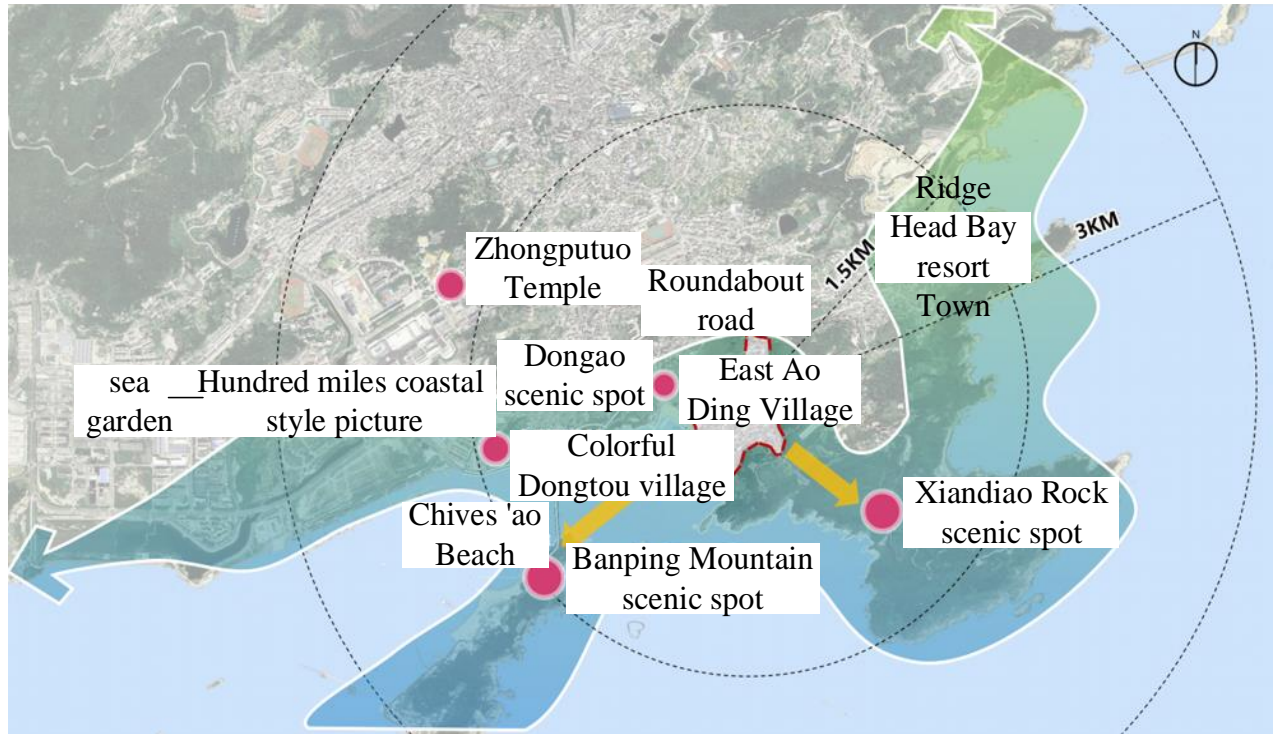 N
Ridge
Head Bay
resort
Town
3KM
1.5KM
Zhongputuo
Temple
Roundabout
road
Dongao
scenic spot
East Ao
Ding Village
sea
garden
__Hundred miles coastal
style picture
Colorful
Dongtou village
Chives 'ao
Beach
Xiandiao Rock
scenic spot
Banping Mountain
scenic spot